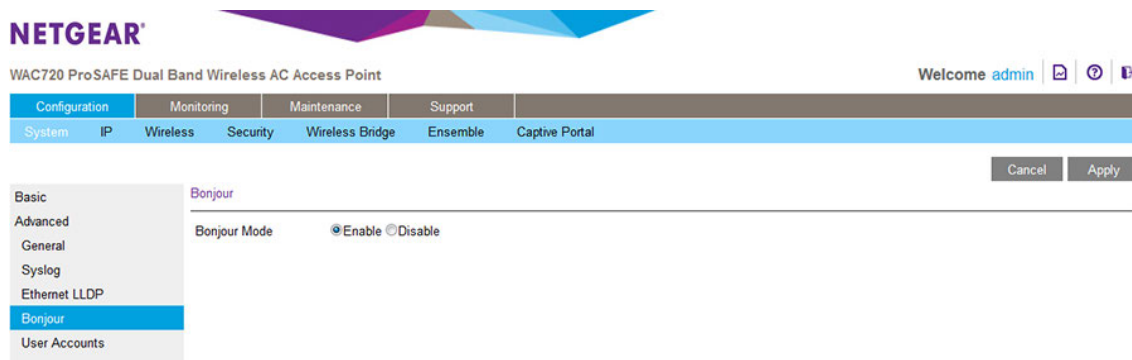 NETGEAR®
WAC720 ProSAFE Dual Band Wireless AC Access Point
Welcome admin
Configuration Monitoring Maintenance Support
System IP Wireless Security Wireless Bridge Ensemble Captive Portal
Cancel Apply
Basic
Bonjour
Advanced
Bonjour Mode Enable Disable
General
Syslog
Ethernet LLDP
Bonjour
User Accounts